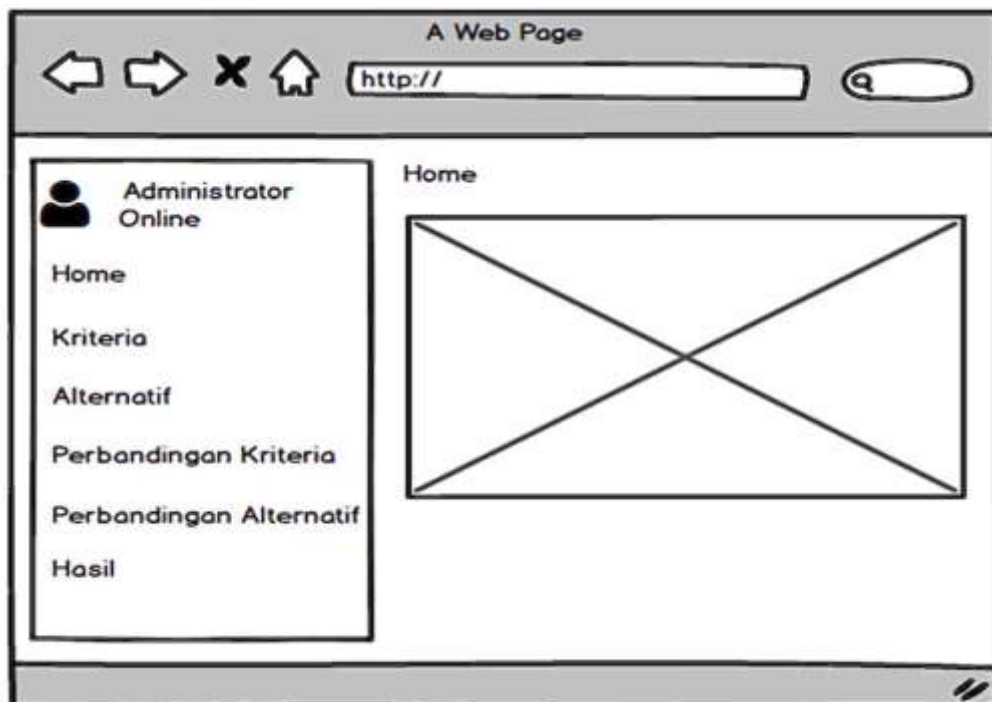 A Web Page
http://
Administrator
Online
Home
Kriteria
Alternatif
Perbandingan Kriteria
Perbandingan Alternatif
Hasil
Home